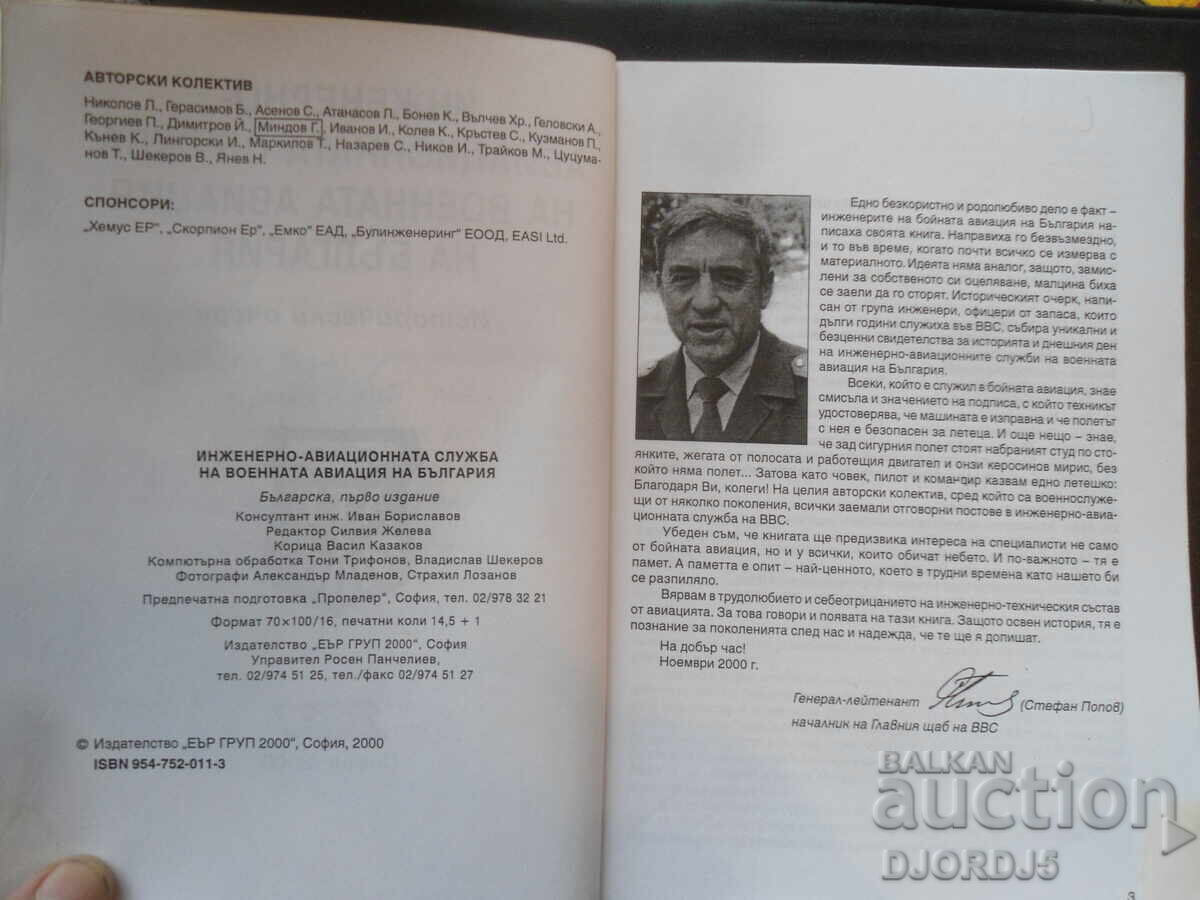 АВТОРСКИ КОЛЕКТИВ
Николов Л., Герасимов Б., Асенов С., Атанасов Л., Бонев К., Вълчев Хр., Геловски А.,
Георгиев П., Димитров Й., Миндов Г., Иванов И., Колев К., Кръстев С., Кузманов П.,
Кънев К., Лингорски И., Маркилов Т., Назарев С., Ников И., Трайков М., Цуцума-
нов Т., Шекеров В., Янев Н.
СПОНСОРИ:
„Хемус ЕР", „Скорпион Ер", „Емко" ЕАД, „Булинженеринг" ЕООД, EASI Ltd.
ИНЖЕНЕРНО-АВИАЦИОННАТА СЛУЖБА
НА ВОЕННАТА АВИАЦИЯ НА БЪЛГАРИЯ
Българска, първо издание
Консултант инж. Иван Бориславов
Редактор Силвия Желева
Корица Васил Казаков
Компютърна обработка Тони Трифонов, Владислав Шекеров
Фотографи Александър Младенов, Страхил Лозанов
Предпечатна подготовка „Пропелер", София, тел. 02/978 32 21
Формат 70×100/16, печатни коли 14,5 + 1
Издателство „ЕЪР ГРУП 2000", София
Управител Росен Панчелиев,
тел. 02/974 51 25, тел./факс 02/974 51 27
© Издателство „ЕЪР ГРУП 2000", София, 2000
ISBN 954-752-011-3
Едно безкористно и родолюбиво дело е факт –
инженерите на бойната авиация на България на-
писаха своята книга. Направиха го безвъзмездно,
и то във време, когато почти всичко се измерва с
материалното. Идеята няма аналог, защото, замис-
лени за собственото си оцеляване, малцина биха
се заели да го сторят. Историческият очерк, напи-
сан от група инженери, офицери от запаса, които
дълги години служиха във ВВС, събира уникални и
безценни свидетелства за историята и днешния ден
на инженерно-авиационните служби на военната
авиация на България.
Всеки, който е служил в бойната авиация, знае
смисъла и значението на подписа, с който техникът
удостоверява, че машината е изправна и че полетът
с нея е безопасен за летеца. И още нещо – знае,
че зад сигурния полет стоят набраният студ по сто-
янките, жегата от полосата и работещия двигател и онзи керосинов мирис, без
който няма полет... Затова като човек, пилот и командир казвам едно летешко:
Благодаря Ви, колеги! На целия авторски колектив, сред който са военнослуже-
щи от няколко поколения, всички заемали отговорни постове в инженерно-авиа-
ционната служба на ВВС.
Убеден съм, че книгата ще предизвика интереса на специалисти не само
от бойната авиация, но и у всички, които обичат небето. И по-важното – тя е
памет. А паметта е опит – най-ценното, което в трудни времена като нашето би
се разпиляло.
Вярвам в трудолюбието и себеотрицанието на инженерно-техническия състав
от авиацията. За това говори и появата на тази книга. Защото освен история, тя е
познание за поколенията след нас и надежда, че те ще я допишат.
На добър час!
Ноември 2000 г.
Генерал-лейтенант (Стефан Попов)
началник на Главния щаб на ВВС
3
BALKAN
auction
DJORDJ5